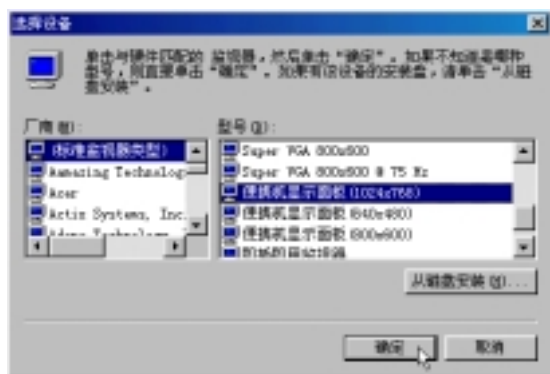 选择设备
单击与硬件匹配的 监视器，然后单击“确定”。如果不知道是哪种
型号，则直接单击“确定”。如果有该设备的安装盘，请单击“从磁
盘安装”。
厂商(M):
(标准监视器类型)
Amazing Technolog
Acer
Actix Systems, Inc.
型号(D):
Super VGA 800x600
Super VGA 800x600 @ 75 Hz
便携机显示面板 (1024x768)
便携机显示面板 (640x480)
便携机显示面板 (800x600)
从磁盘安装(H)...
确定
取消